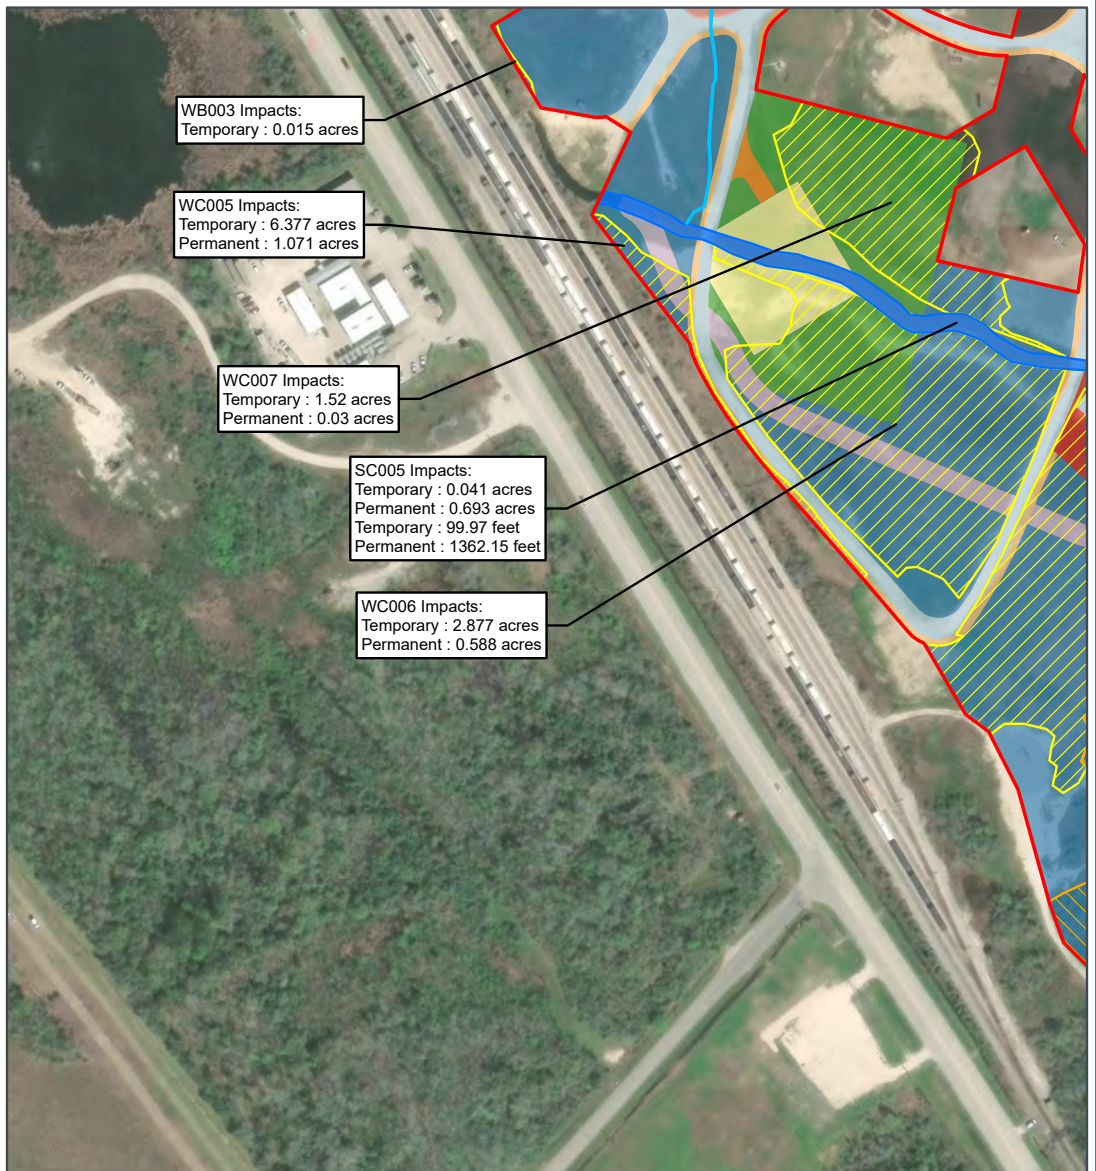 WB003 Impacts:
Temporary : 0.015 acres
WC005 Impacts:
Temporary : 6.377 acres
Permanent : 1.071 acres
WC007 Impacts:
Temporary : 1.52 acres
Permanent : 0.03 acres
SC005 Impacts:
Temporary : 0.041 acres
Permanent : 0.693 acres
Temporary : 99.97 feet
Permanent : 1362.15 feet
WC006 Impacts:
Temporary : 2.877 acres
Permanent : 0.588 acres